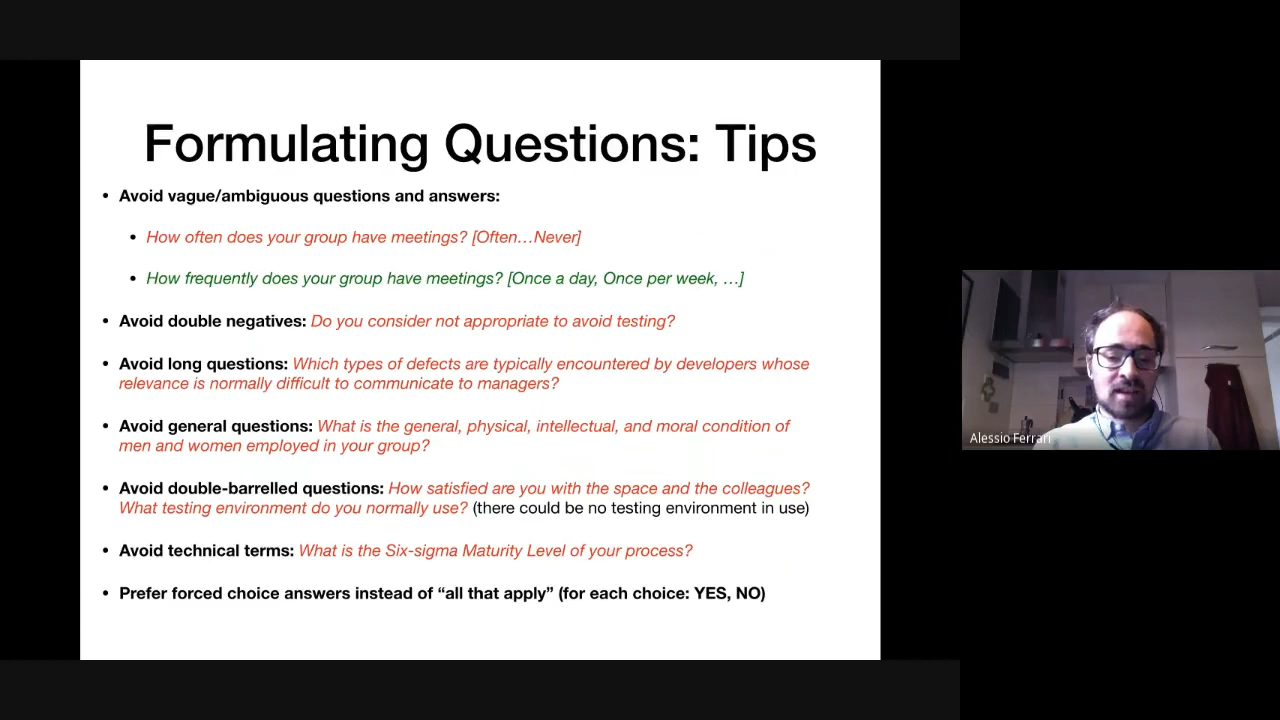 Formulating Questions: Tips
• Avoid vague/ambiguous questions and answers:
• How often does your group have meetings? [Often…Never]
• How frequently does your group have meetings? [Once a day, Once per week, …]
• Avoid double negatives: Do you consider not appropriate to avoid testing?
• Avoid long questions: Which types of defects are typically encountered by developers whose
relevance is normally difficult to communicate to managers?
• Avoid general questions: What is the general, physical, intellectual, and moral condition of
men and women employed in your group?
• Avoid double-barrelled questions: How satisfied are you with the space and the colleagues?
What testing environment do you normally use? (there could be no testing environment in use)
• Avoid technical terms: What is the Six-sigma Maturity Level of your process?
• Prefer forced choice answers instead of “all that apply” (for each choice: YES, NO)
Alessio Ferrari